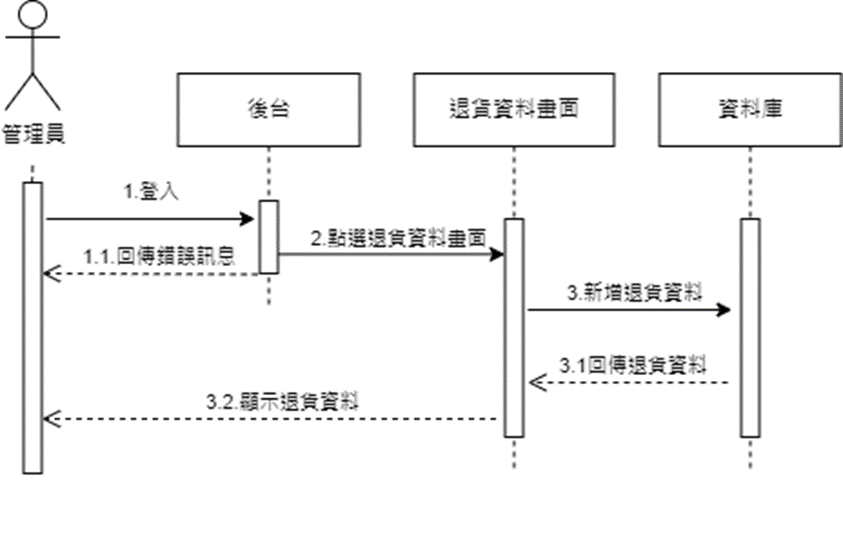 管理員
後台
退貨資料畫面
資料庫
1.登入
2.點選退貨資料畫面
1.1.回傳錯誤訊息
3.新增退貨資料
3.1回傳退貨資料
3.2.顯示退貨資料